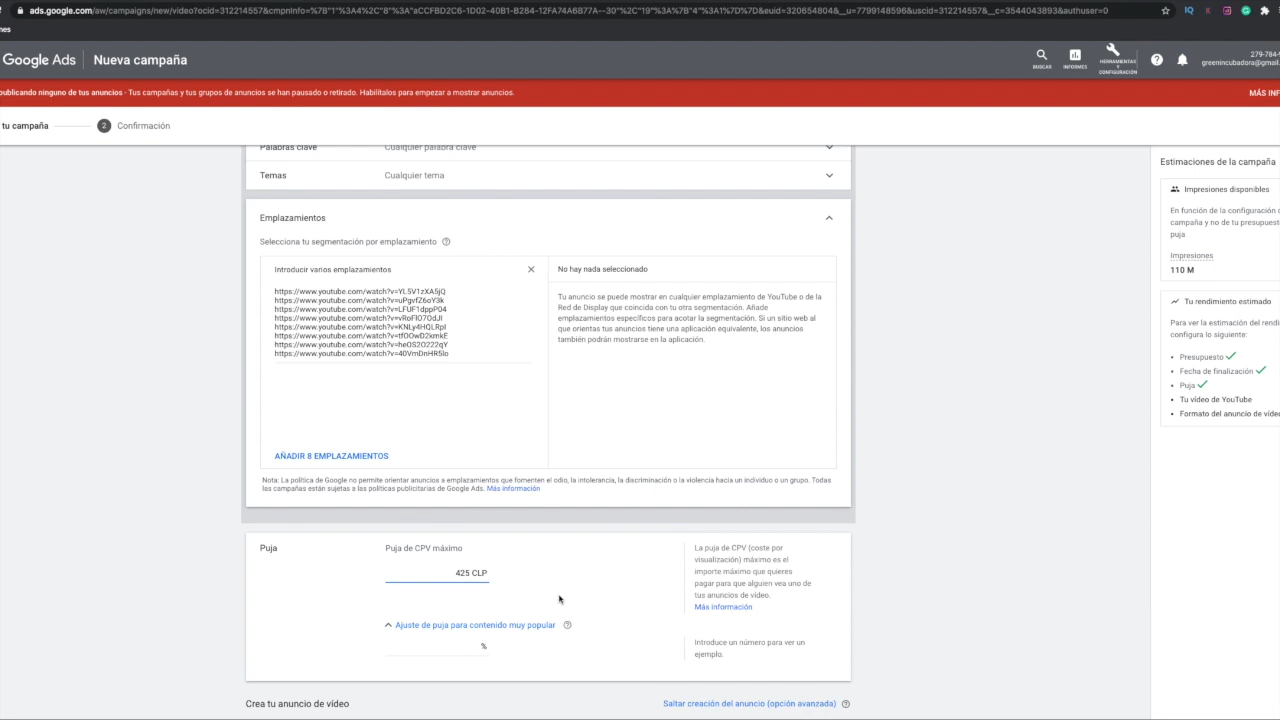 ads.google.com/aw/campaigns/new/video?ocid=312214557&cmpnInfo=%7B"1%3A4%2C"8%3A"aCCFBD2C6-1D02-40B1-B284-12FA74A6B77A--30"%2C"19"%3A"%7B"4"%3A"1%7D"%7D&euid=320654804&__u=7799148596&uscid=312214557&__c=3544043893&authuser=0
nes
Google Ads
Nueva campaña
BUSCAR
INFORMES
HERRAMIENTAS
Y
CONFIGURACIÓN
279-784-
greenincubadora@gmail.
publicando ninguno de tus anuncios - Tus campañas y tus grupos de anuncios se han pausado o retirado. Habilítalos para empezar a mostrar anuncios.
MÁS INF
tu campaña
2 Confirmación
Palabras clave Cualquier palabra clave
Temas Cualquier tema
Emplazamientos
Selecciona tu segmentación por emplazamiento
Introducir varios emplazamientos
https://www.youtube.com/watch?v=YL5V1zXA5jQ
https://www.youtube.com/watch?v=uPgvfZ6oY3k
https://www.youtube.com/watch?v=LFUF1dppP04
https://www.youtube.com/watch?v=vRoFlO7OdJI
https://www.youtube.com/watch?v=KNLy4HQLRpI
https://www.youtube.com/watch?v=tfOOwD2kmkE
https://www.youtube.com/watch?v=heOS2O222qY
https://www.youtube.com/watch?v=40VmDnHR5lo
AÑADIR 8 EMPLAZAMIENTOS
No hay nada seleccionado
Tu anuncio se puede mostrar en cualquier emplazamiento de YouTube o de la
Red de Display que coincida con tu otra segmentación. Añade
emplazamientos específicos para acotar la segmentación. Si un sitio web al
que orientas tus anuncios tiene una aplicación equivalente, los anuncios
también podrán mostrarse en la aplicación.
Nota: La política de Google no permite orientar anuncios a emplazamientos que fomenten el odio, la intolerancia, la discriminación o la violencia hacia un individuo o un grupo. Todas
las campañas están sujetas a las políticas publicitarias de Google Ads. Más información
Puja
Puja de CPV máximo
425 CLP
Ajuste de puja para contenido muy popular
%
La puja de CPV (coste por
visualización) máximo es el
importe máximo que quieres
pagar para que alguien vea uno de
tus anuncios de vídeo.
Más información
Introduce un número para ver un
ejemplo.
Crea tu anuncio de vídeo
Saltar creación del anuncio (opción avanzada)
Estimaciones de la campaña
Impresiones disponibles
En función de la configuración d
campaña y no de tu presupuest
puja
Impresiones
110 M
Tu rendimiento estimado
Para ver la estimación del rendi
configura lo siguiente:
• Presupuesto
• Fecha de finalización
• Puja
• Tu vídeo de YouTube
• Formato del anuncio de víde